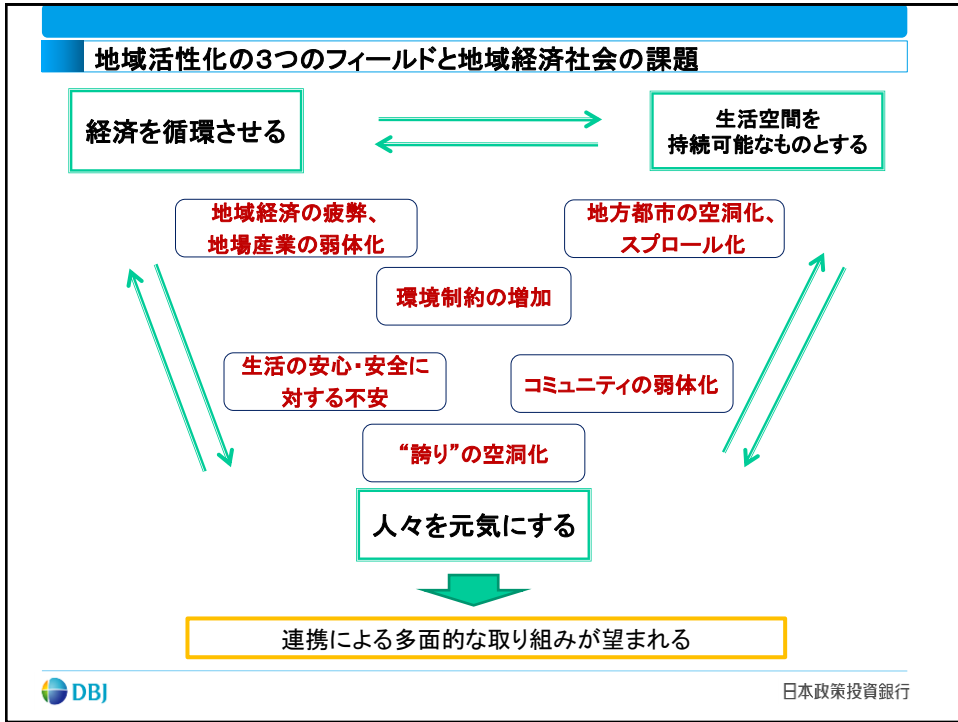 地域活性化の3つのフィールドと地域経済社会の課題
経済を循環させる
生活空間を
持続可能なものとする
地域経済の疲弊、
地場産業の弱体化
地方都市の空洞化、
スプロール化
環境制約の増加
生活の安心・安全に
対する不安
コミュニティの弱体化
“誇り”の空洞化
人々を元気にする
連携による多面的な取り組みが望まれる
DBJ
日本政策投資銀行